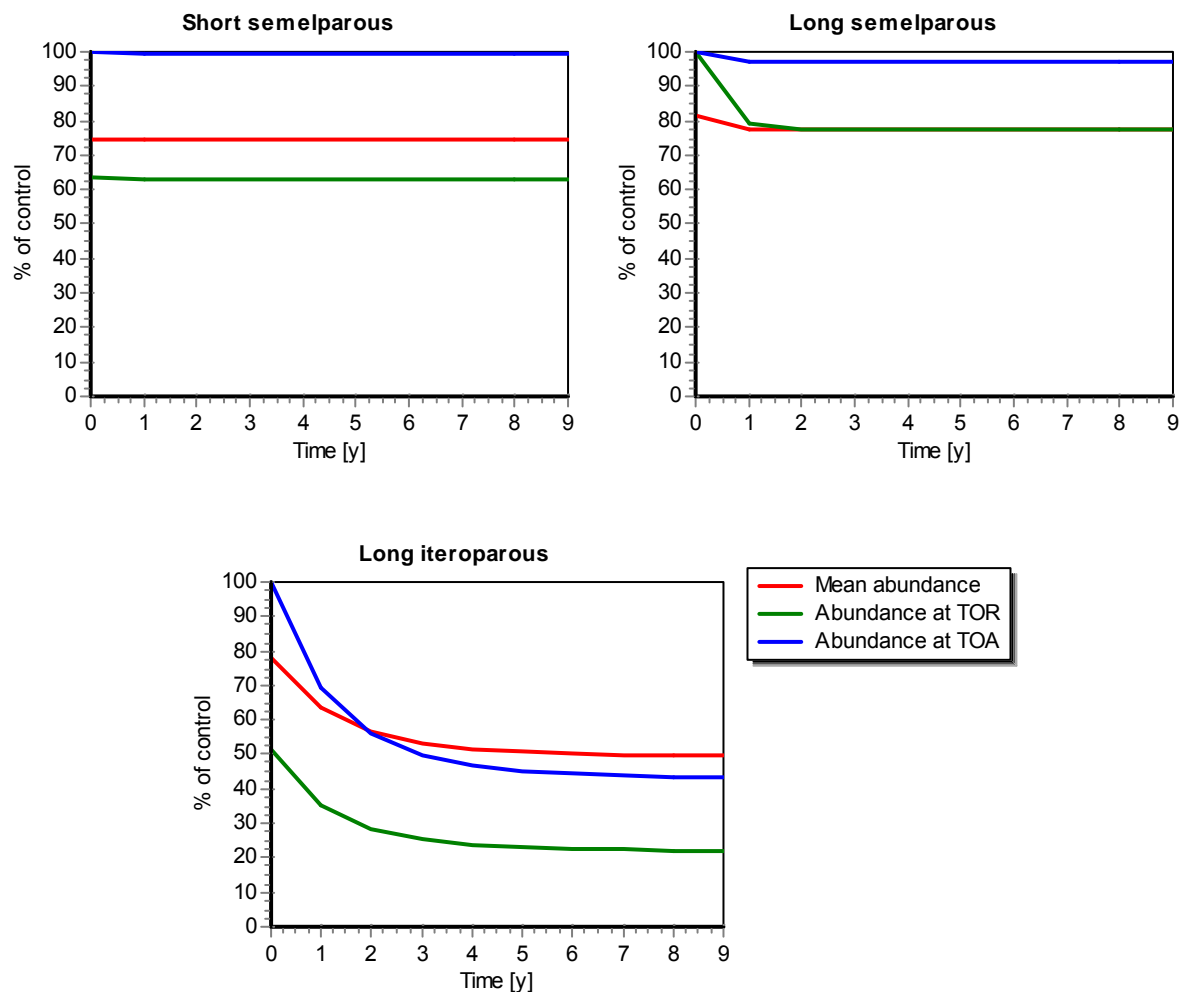 Short semelparous
% of control
100
90
80
70
60
50
40
30
20
10
0
0 1 2 3 4 5 6 7 8 9
Time [y]
Long semelparous
% of control
100
90
80
70
60
50
40
30
20
10
0
0 1 2 3 4 5 6 7 8 9
Time [y]
Long iteroparous
% of control
100
90
80
70
60
50
40
30
20
10
0
0 1 2 3 4 5 6 7 8 9
Time [y]
Mean abundance
Abundance at TOR
Abundance at TOA